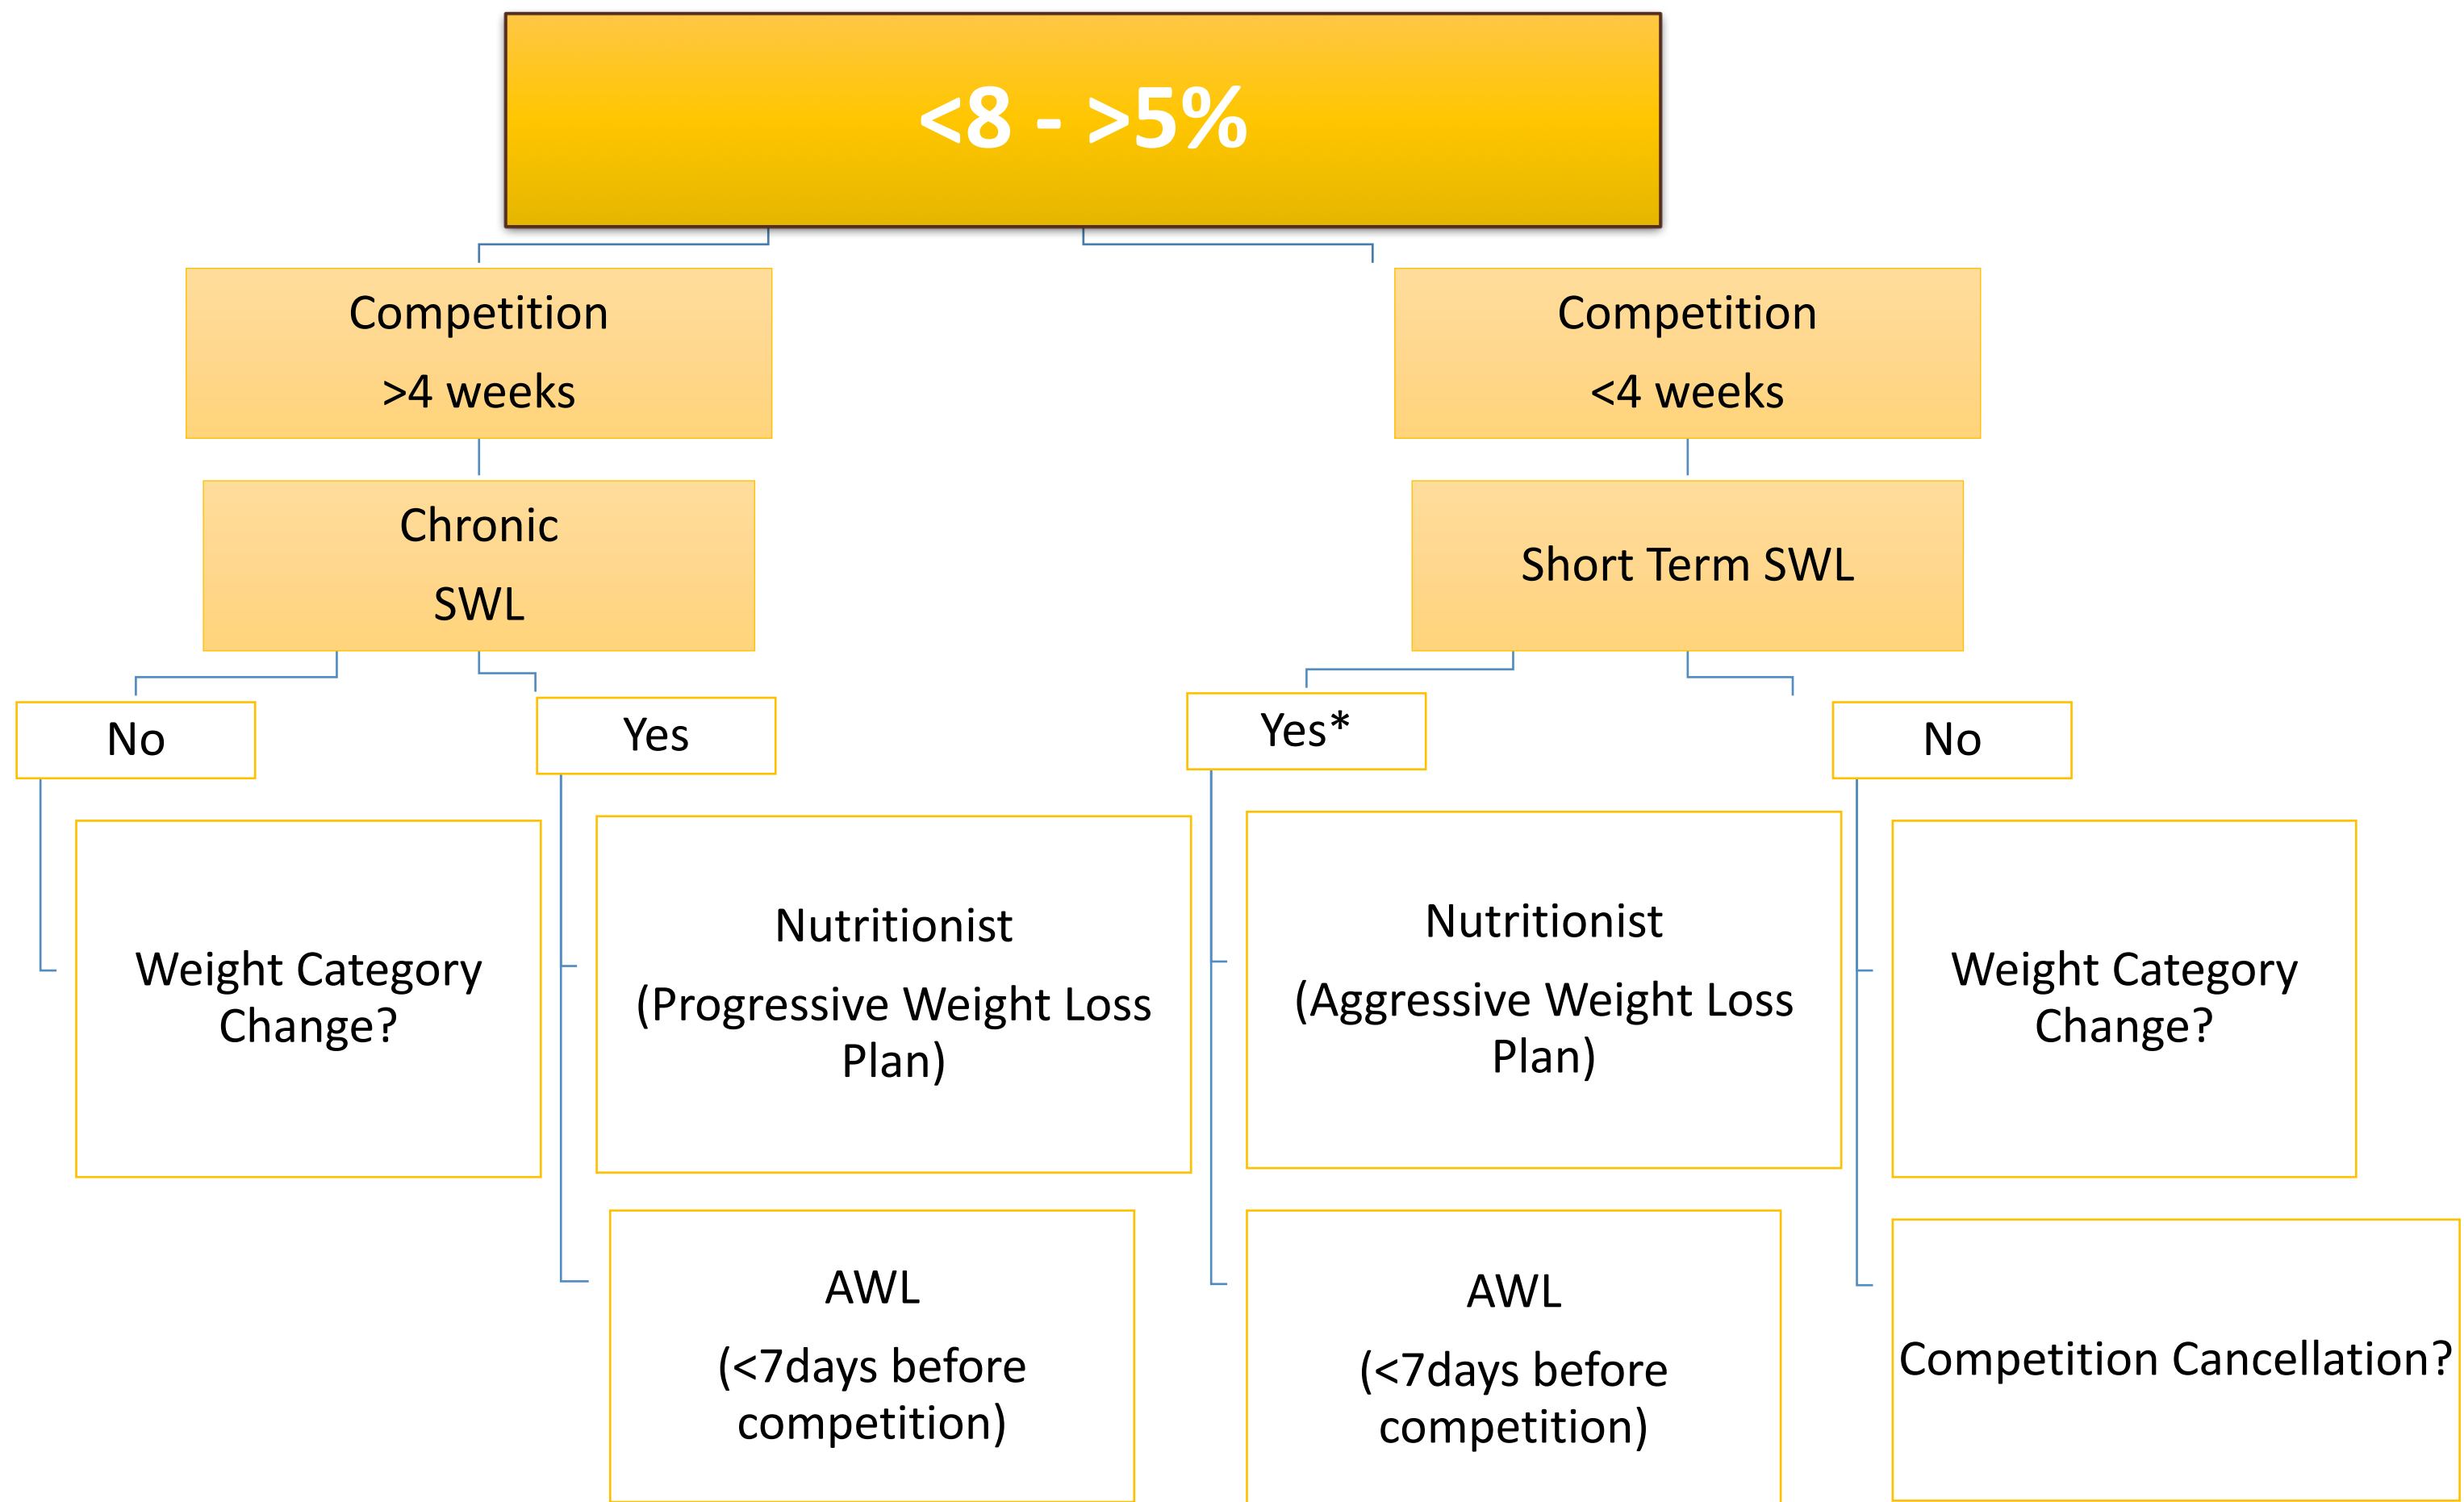 <8 - >5%
Competition
>4 weeks
Competition
<4 weeks
Chronic
SWL
Short Term SWL
No
Yes
Yes*
No
Weight Category
Change?
Nutritionist
(Progressive Weight Loss
Plan)
Nutritionist
(Aggressive Weight Loss
Plan)
Weight Category
Change?
AWL
(<7days before
competition)
AWL
(<7days before
competition)
Competition Cancellation?